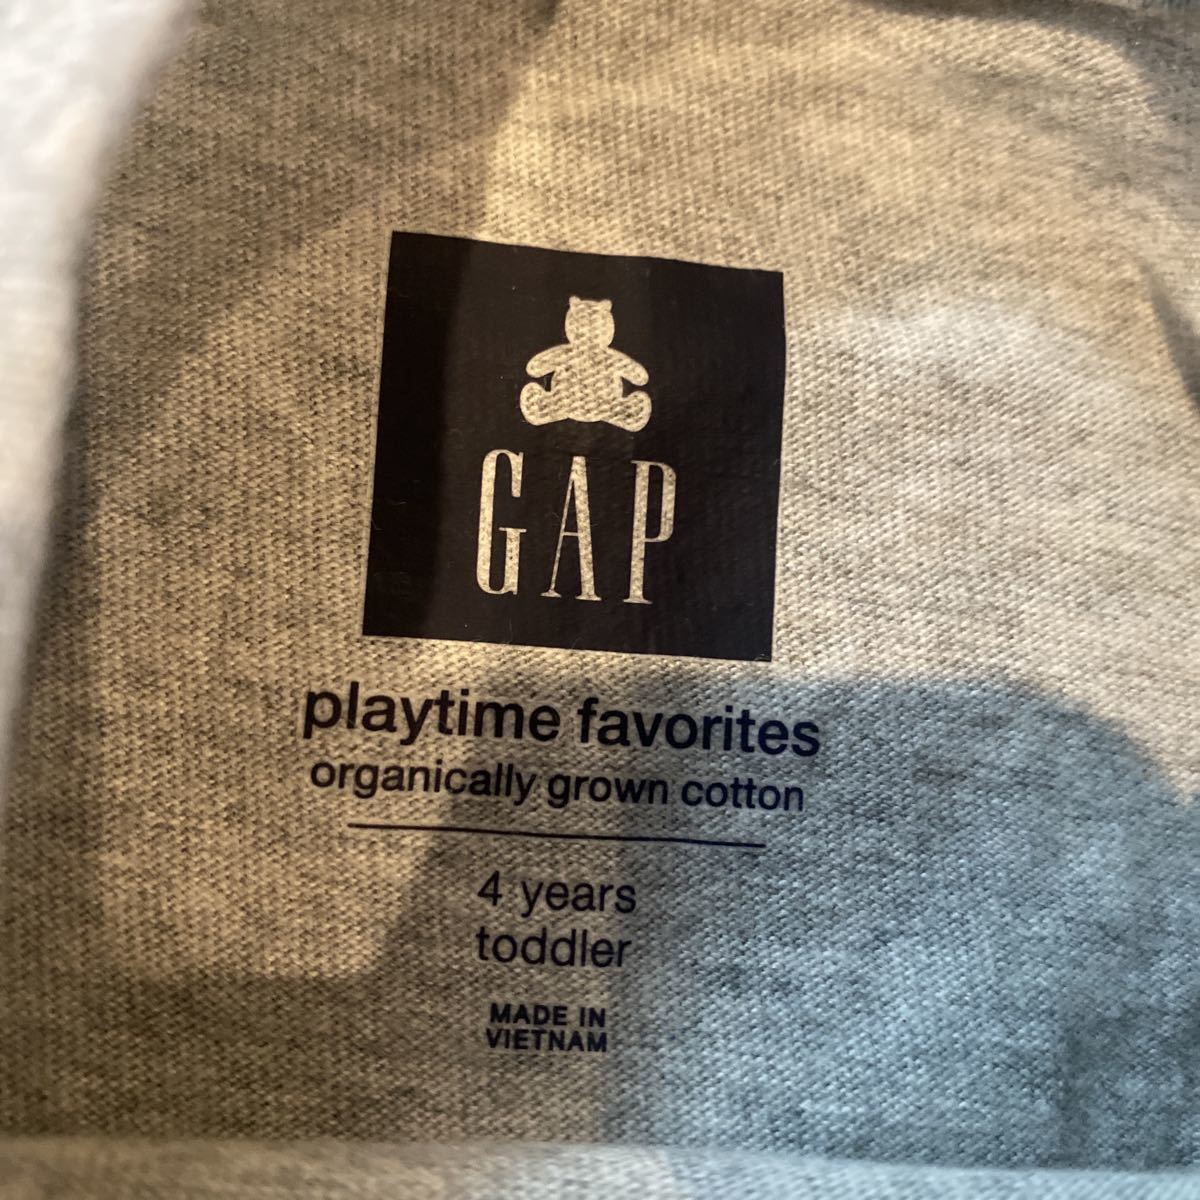 GAP
playtime favorites
organically grown cotton
4 years
toddler
MADE IN
VIETNAM